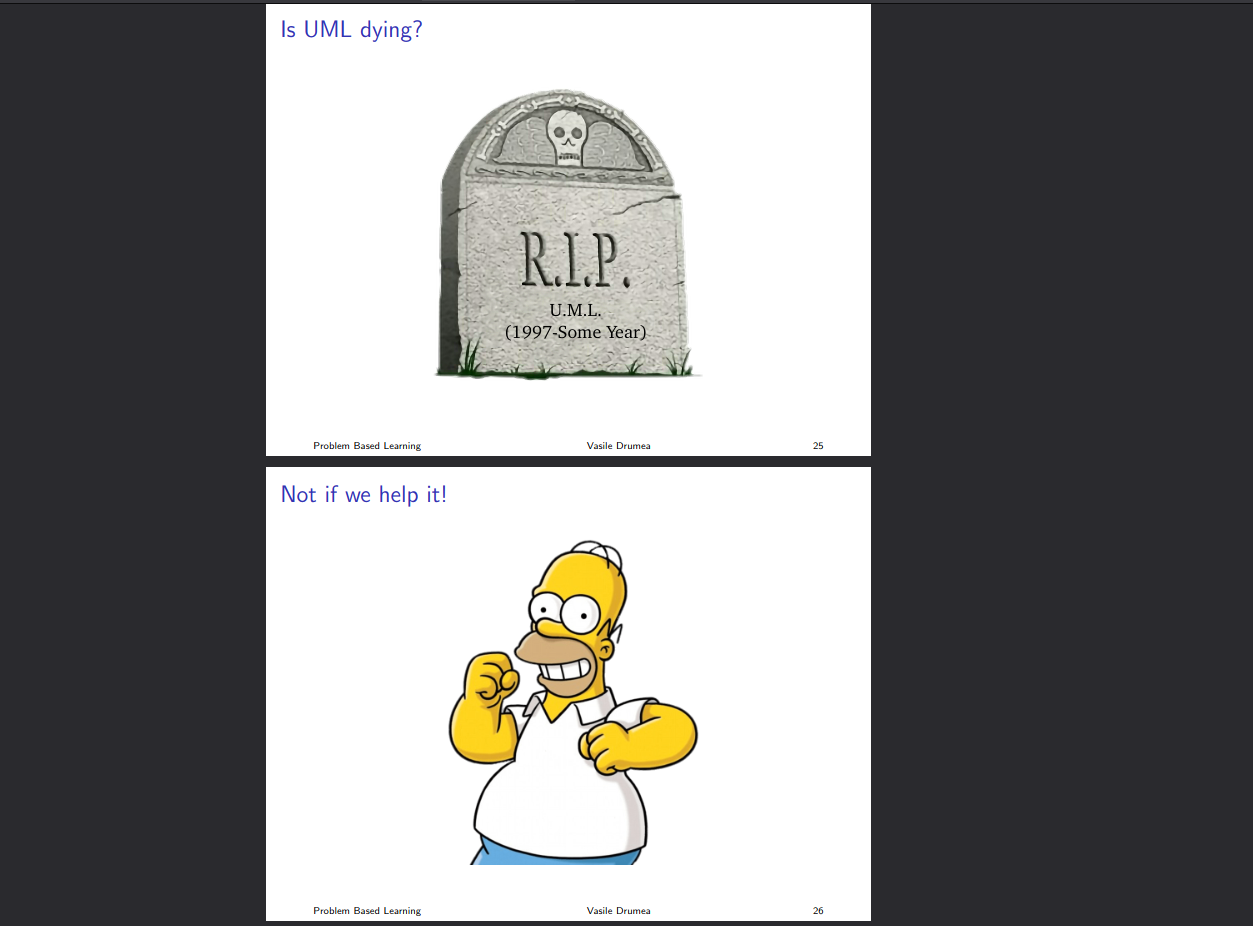 Is UML dying?
R.I.P.
U.M.L.
(1997-Some Year)
Problem Based Learning Vasile Drumea 25
Not if we help it!
Problem Based Learning Vasile Drumea 26